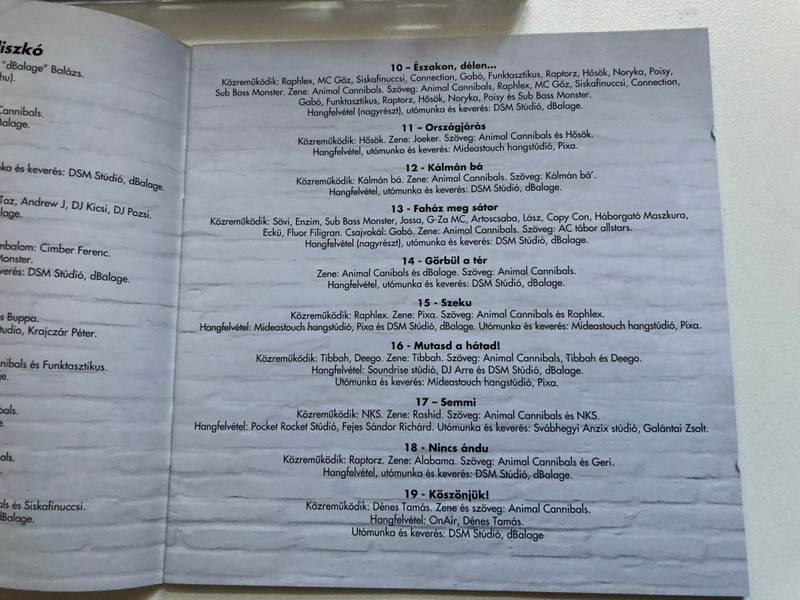 diszkó
"dBalage" Balázs.
hu).
Cannibals.
Balage.
ka és keverés: DSM Stúdió, dBalage.
Taz, Andrew J, DJ Kicsi, DJ Pozsi.
lage.
mbalom: Cimber Ferenc.
Monster.
verés: DSM Stúdió, dBalage.
s Buppa.
tudio, Krajczár Péter.
nibals és Funktasztikus.
e.
bals.
e.
als.
als és Siskafinuccsi.
dBalage.
10 – Északon, délen...
Közreműködik: Raphlex, MC Gőz, Siskafinuccsi, Connection, Gabó, Funktasztikus, Raptorz, Hősök, Noryka, Poisy,
Sub Bass Monster. Zene: Animal Cannibals. Szöveg: Animal Cannibals, Raphlex, MC Gőz, Siskafinuccsi, Connection,
Gabó, Funktasztikus, Raptorz, Hősök, Noryka, Poisy és Sub Bass Monster.
Hangfelvétel (nagyrészt), utómunka és keverés: DSM Stúdió, dBalage.
11 – Országjárás
Közreműködik: Hősök. Zene: Joeker. Szöveg: Animal Cannibals és Hősök.
Hangfelvétel, utómunka és keverés: Mideastouch hangstúdió, Pixa.
12 - Kálmán bá
Közreműködik: Kálmán bá. Zene: Animal Cannibals. Szöveg: Kálmán bá'.
Hangfelvétel, utómunka és keverés: DSM Stúdió, dBalage.
13 - Faház meg sátor
Közreműködik: Sövi, Enzim, Sub Bass Monster, Jossa, G-Za MC, Artoscsaba, Lász, Copy Con, Háborgató Maszkura,
Eckü, Fluor Filigran. Csajvokál: Gabó. Zene: Animal Cannibals. Szöveg: AC tábor allstars.
Hangfelvétel (nagyrészt), utómunka és keverés: DSM Stúdió, dBalage.
14 - Görbül a tér
Zene: Animal Canibals és dBalage. Szöveg: Animal Cannibals.
Hangfelvétel, utómunka és keverés: DSM Stúdió, dBalage.
15 - Szeku
Közreműködik: Raphlex. Zene: Pixa. Szöveg: Animal Cannibals és Raphlex.
Hangfelvétel: Mideastouch hangstúdió, Pixa és DSM Stúdió, dBalage. Utómunka és keverés: Mideastouch hangstúdió, Pixa.
16 - Mutasd a hátad!
Közreműködik: Tibbah, Deego. Zene: Tibbah. Szöveg: Animal Cannibals, Tibbah és Deego.
Hangfelvétel: Soundrise stúdió, DJ Arre és DSM Stúdió, dBalage.
Utómunka és keverés: Mideastouch hangstúdió, Pixa.
17 – Semmi
Közreműködik: NKS. Zene: Rashid. Szöveg: Animal Cannibals és NKS.
Hangfelvétel: Pocket Rocket Stúdió, Fejes Sándor Richárd. Utómunka és keverés: Svábhegyi Anzix stúdió, Galántai Zsolt.
18 - Nincs ándu
Közreműködik: Raptorz. Zene: Alabama. Szöveg: Animal Cannibals és Geri.
Hangfelvétel, utómunka és keverés: DSM Stúdió, dBalage.
19 - Köszönjük!
Közreműködik: Dénes Tamás. Zene és szöveg: Animal Cannibals.
Hangfelvétel: OnAir, Dénes Tamás.
Utómunka és keverés: DSM Stúdió, dBalage